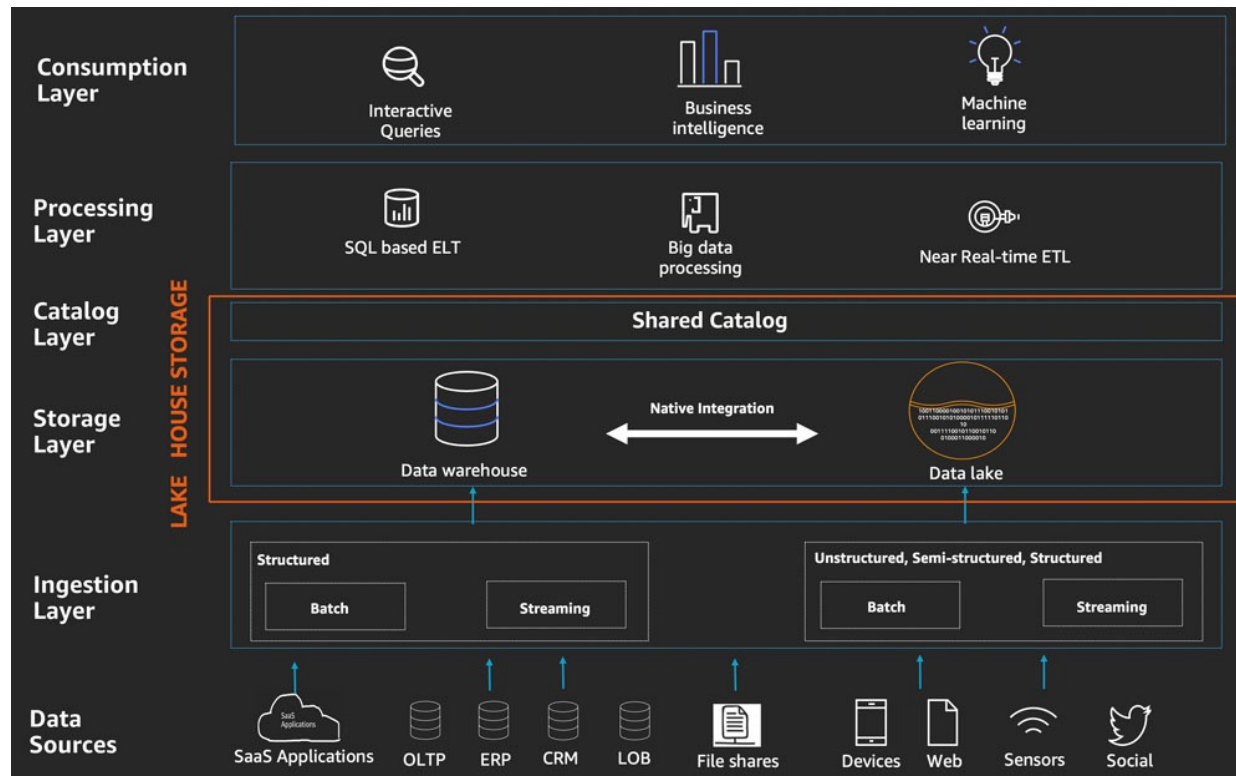 Consumption
Layer
Interactive
Queries
Business
intelligence
Machine
learning
Processing
Layer
SQL based ELT
Big data
processing
Near Real-time ETL
Catalog
Layer
Shared Catalog
LAKE HOUSE STORAGE
Storage
Layer
Data warehouse
Native Integration
Data lake
Ingestion
Layer
Structured
Batch
Streaming
Unstructured, Semi-structured, Structured
Batch
Streaming
Data
Sources
SaaS
Applications
SaaS Applications
OLTP
ERP
CRM
LOB
File shares
Devices
Web
Sensors
Social